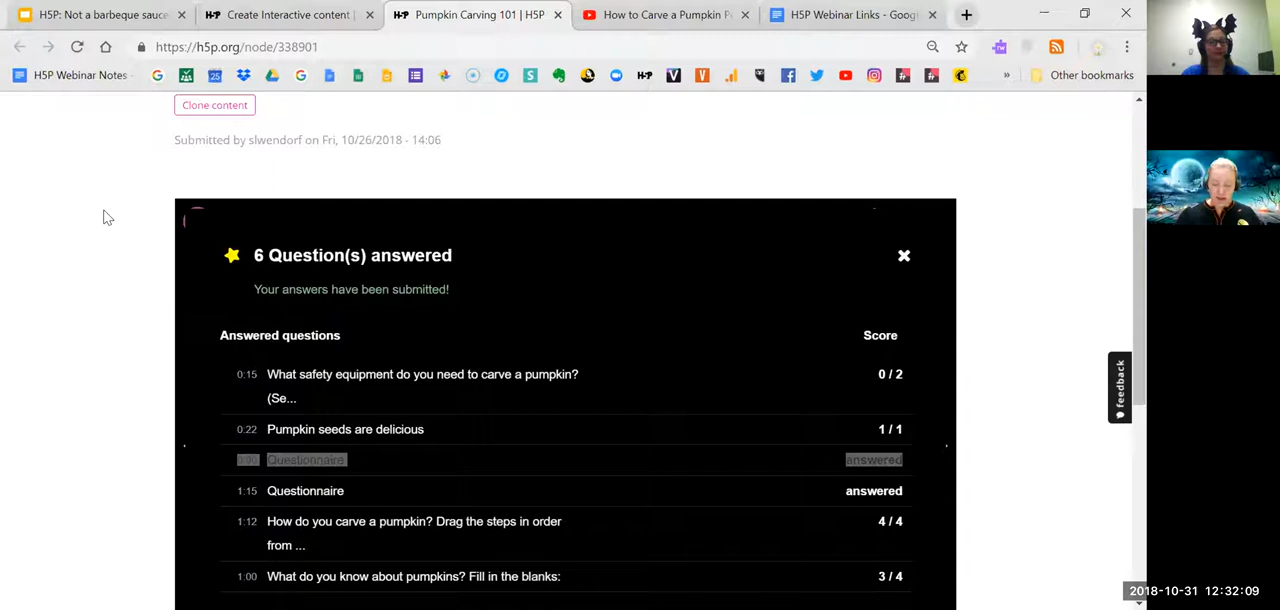 H5P: Not a barbeque sauce
H-P Create Interactive content |
H-P Pumpkin Carving 101 | H5P
How to Carve a Pumpkin P
H5P Webinar Links - Googl
https://h5p.org/node/338901
H5P Webinar Notes
Other bookmarks
Clone content
Submitted by slwendorf on Fri, 10/26/2018 - 14:06
6 Question(s) answered
Your answers have been submitted!
Answered questions Score
0:15 What safety equipment do you need to carve a pumpkin? 0 / 2
(Se...
0:22 Pumpkin seeds are delicious 1 / 1
0:00 Questionnaire answered
1:15 Questionnaire answered
1:12 How do you carve a pumpkin? Drag the steps in order 4 / 4
from ...
1:00 What do you know about pumpkins? Fill in the blanks: 3 / 4
feedback
2018-10-31 12:32:09